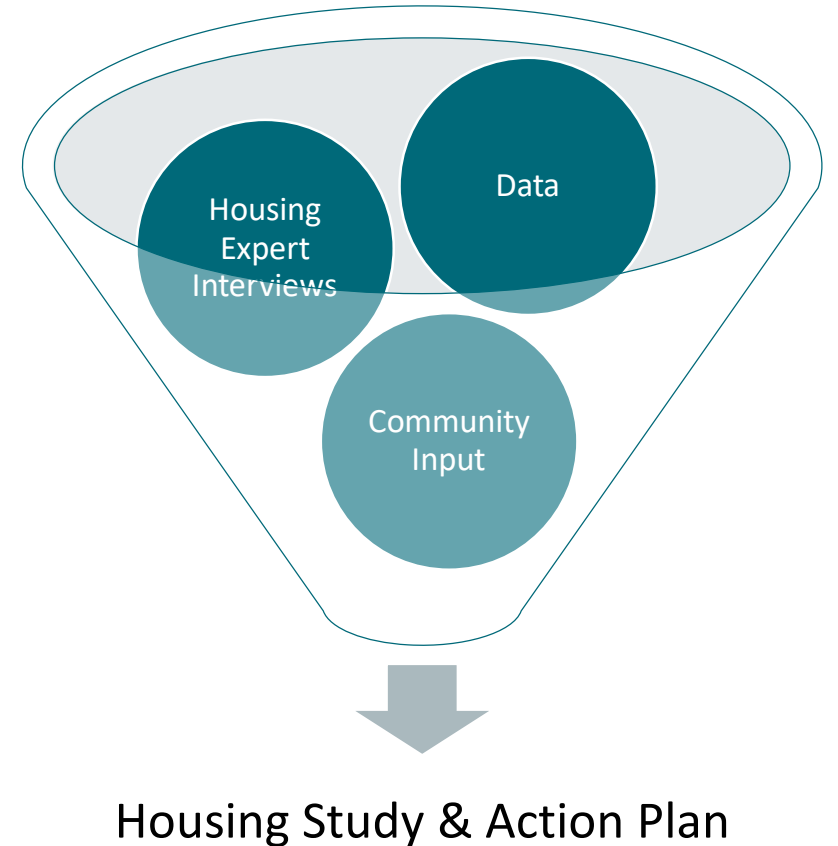 Data
Housing
Expert
Interviews
Community
Input
Housing Study & Action Plan